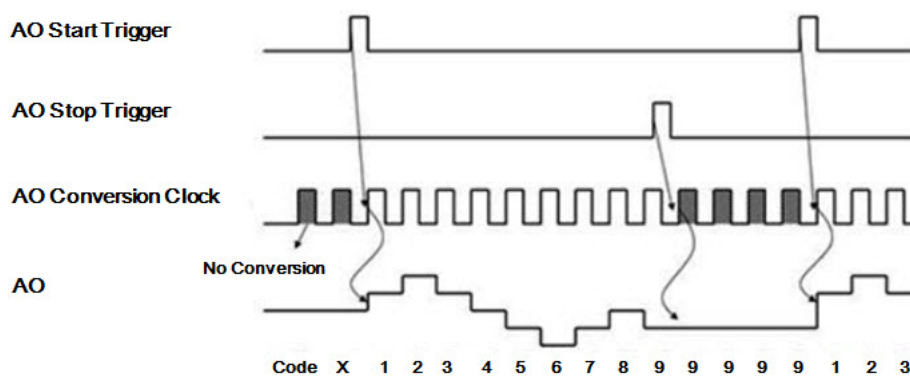 AO Start Trigger
AO Stop Trigger
AO Conversion Clock
No Conversion
AO
Code X 1 2 3 4 5 6 7 8 9 9 9 9 9 1 2 3